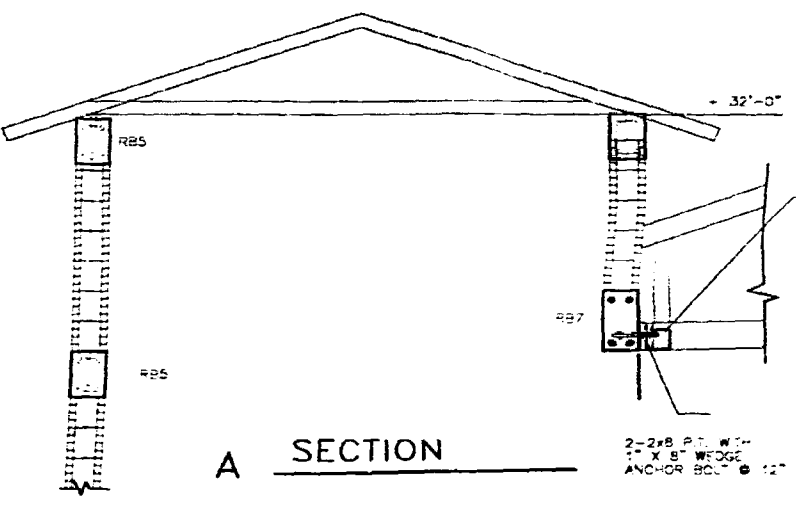 + 32'-0"
RB5
RB7
RB5
A SECTION
2-2x8 P.T. WITH
1" X 8" WEDGE
ANCHOR BOLT @ 12"